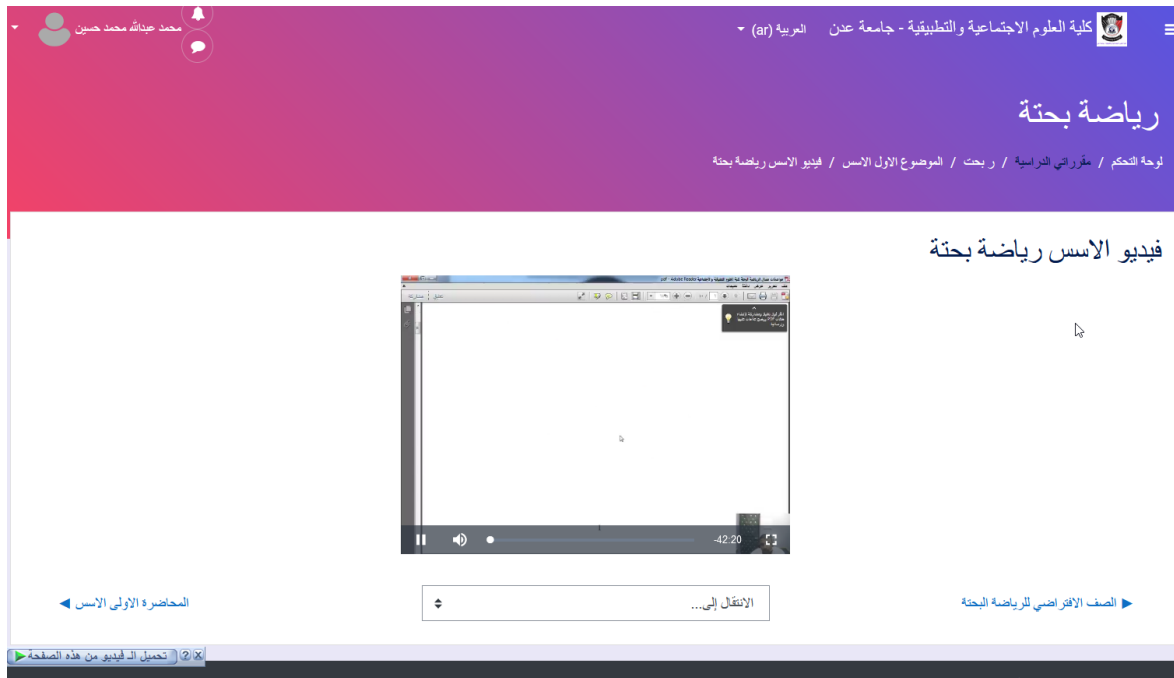 كلية العلوم الاجتماعية والتطبيقية - جامعة عدن
العربية ‎(ar)‎
محمد عبدالله محمد حسين
رياضة بحتة
لوحة التحكم / مقرراتي الدراسية / ر بحت / الموضوع الاول الاسس / فيديو الاسس رياضة بحتة
فيديو الاسس رياضة بحتة
-42:20
الصف الافتراضي للرياضة البحتة
الانتقال إلى...
المحاضرة الاولى الاسس
تحميل الـ فيديو من هذه الصفحة